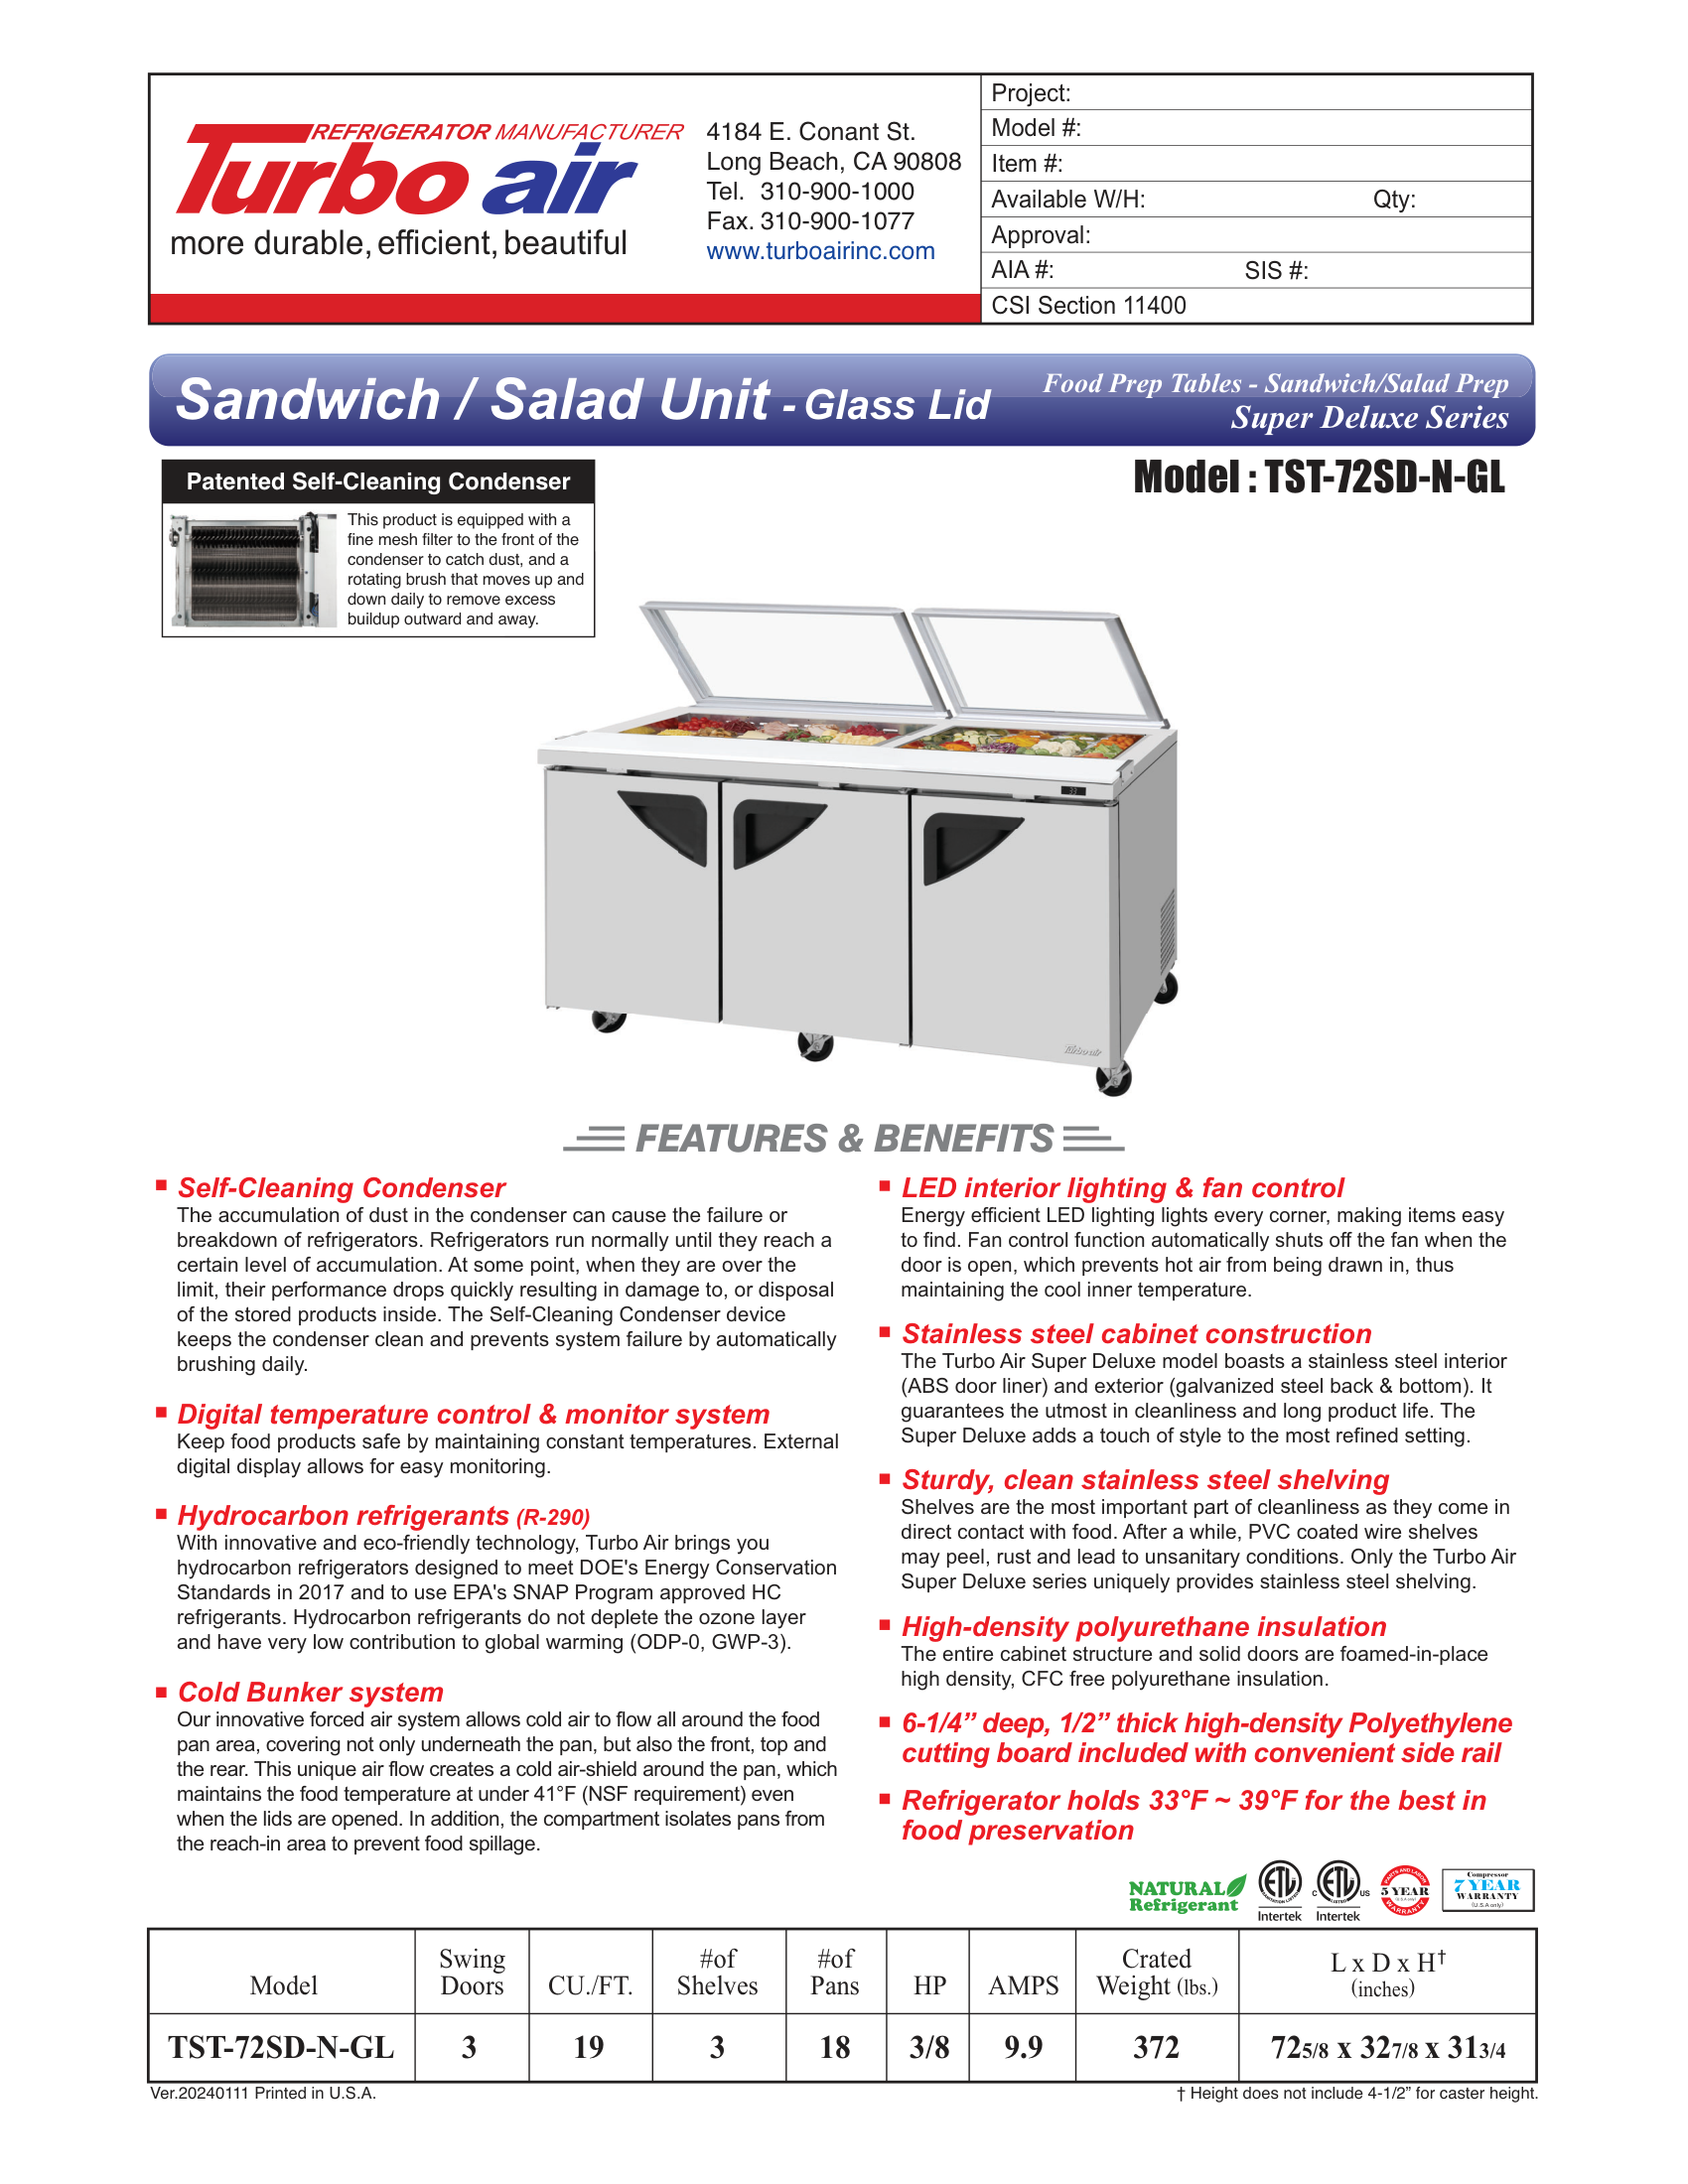 REFRIGERATOR MANUFACTURER
Turbo air
more durable, efficient, beautiful
4184 E. Conant St.
Long Beach, CA 90808
Tel. 310-900-1000
Fax. 310-900-1077
www.turboairinc.com
Project:
Model #:
Item #:
Available W/H: Qty:
Approval:
AIA #: SIS #:
CSI Section 11400
Sandwich / Salad Unit - Glass Lid
Food Prep Tables - Sandwich/Salad Prep
Super Deluxe Series
Patented Self-Cleaning Condenser
This product is equipped with a
fine mesh filter to the front of the
condenser to catch dust, and a
rotating brush that moves up and
down daily to remove excess
buildup outward and away.
Model : TST-72SD-N-GL
33
Turbo air
FEATURES & BENEFITS
Self-Cleaning Condenser
The accumulation of dust in the condenser can cause the failure or
breakdown of refrigerators. Refrigerators run normally until they reach a
certain level of accumulation. At some point, when they are over the
limit, their performance drops quickly resulting in damage to, or disposal
of the stored products inside. The Self-Cleaning Condenser device
keeps the condenser clean and prevents system failure by automatically
brushing daily.
Digital temperature control & monitor system
Keep food products safe by maintaining constant temperatures. External
digital display allows for easy monitoring.
Hydrocarbon refrigerants (R-290)
With innovative and eco-friendly technology, Turbo Air brings you
hydrocarbon refrigerators designed to meet DOE's Energy Conservation
Standards in 2017 and to use EPA's SNAP Program approved HC
refrigerants. Hydrocarbon refrigerants do not deplete the ozone layer
and have very low contribution to global warming (ODP-0, GWP-3).
Cold Bunker system
Our innovative forced air system allows cold air to flow all around the food
pan area, covering not only underneath the pan, but also the front, top and
the rear. This unique air flow creates a cold air-shield around the pan, which
maintains the food temperature at under 41°F (NSF requirement) even
when the lids are opened. In addition, the compartment isolates pans from
the reach-in area to prevent food spillage.
LED interior lighting & fan control
Energy efficient LED lighting lights every corner, making items easy
to find. Fan control function automatically shuts off the fan when the
door is open, which prevents hot air from being drawn in, thus
maintaining the cool inner temperature.
Stainless steel cabinet construction
The Turbo Air Super Deluxe model boasts a stainless steel interior
(ABS door liner) and exterior (galvanized steel back & bottom). It
guarantees the utmost in cleanliness and long product life. The
Super Deluxe adds a touch of style to the most refined setting.
Sturdy, clean stainless steel shelving
Shelves are the most important part of cleanliness as they come in
direct contact with food. After a while, PVC coated wire shelves
may peel, rust and lead to unsanitary conditions. Only the Turbo Air
Super Deluxe series uniquely provides stainless steel shelving.
High-density polyurethane insulation
The entire cabinet structure and solid doors are foamed-in-place
high density, CFC free polyurethane insulation.
6-1/4” deep, 1/2” thick high-density Polyethylene
cutting board included with convenient side rail
Refrigerator holds 33°F ~ 39°F for the best in
food preservation
NATURAL
Refrigerant
ETL
SANITATION LISTED
Intertek
C ETL US
LISTED
Intertek
PARTS AND LABOR
5 YEAR
(U.S.A only)
WARRANTY
Compressor
7 YEAR
WARRANTY
(U.S.A only)
Model Swing Doors CU./FT. #of Shelves #of Pans HP AMPS Crated Weight (lbs.) L x D x H† (inches)
TST-72SD-N-GL 3 19 3 18 3/8 9.9 372 725/8 x 327/8 x 313/4
Ver.20240111 Printed in U.S.A.
† Height does not include 4-1/2” for caster height.